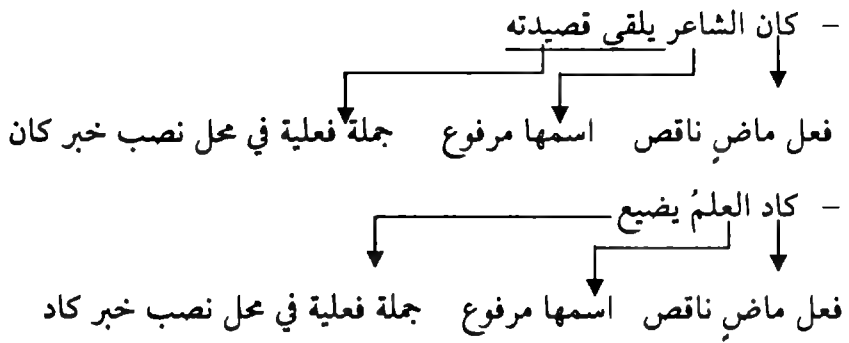 – كان الشاعر يلقي قصيدته
فعل ماضٍ ناقص اسمها مرفوع جملة فعلية في محل نصب خبر كان
– كاد العلمُ يضيع
فعل ماضٍ ناقص اسمها مرفوع جملة فعلية في محل نصب خبر كاد